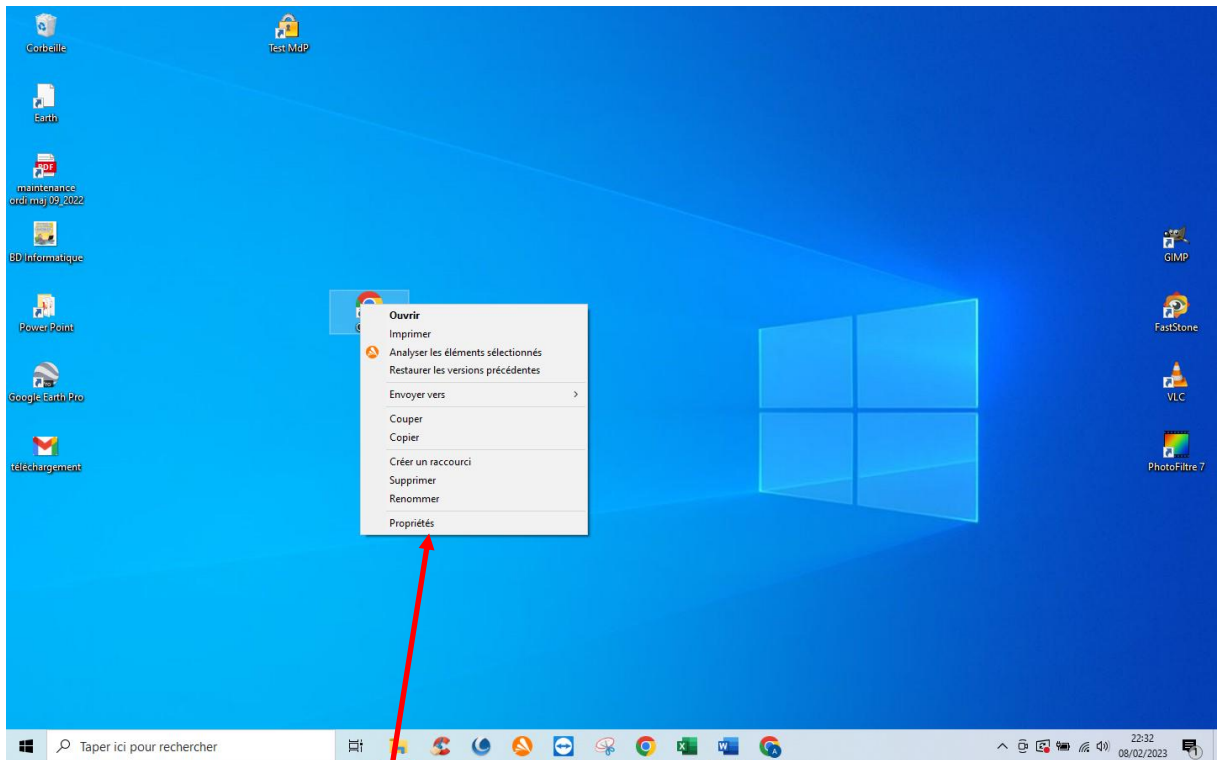 Corbeille
Test MdP
Earth
maintenance
ordi maj 09_2022
BD Informatique
GIMP
Power Point
FastStone
Google Earth Pro
VLC
téléchargement
PhotoFiltre 7
Ouvrir
Imprimer
Analyser les éléments sélectionnés
Restaurer les versions précédentes
Envoyer vers
Couper
Copier
Créer un raccourci
Supprimer
Renommer
Propriétés
Taper ici pour rechercher
22:32
08/02/2023